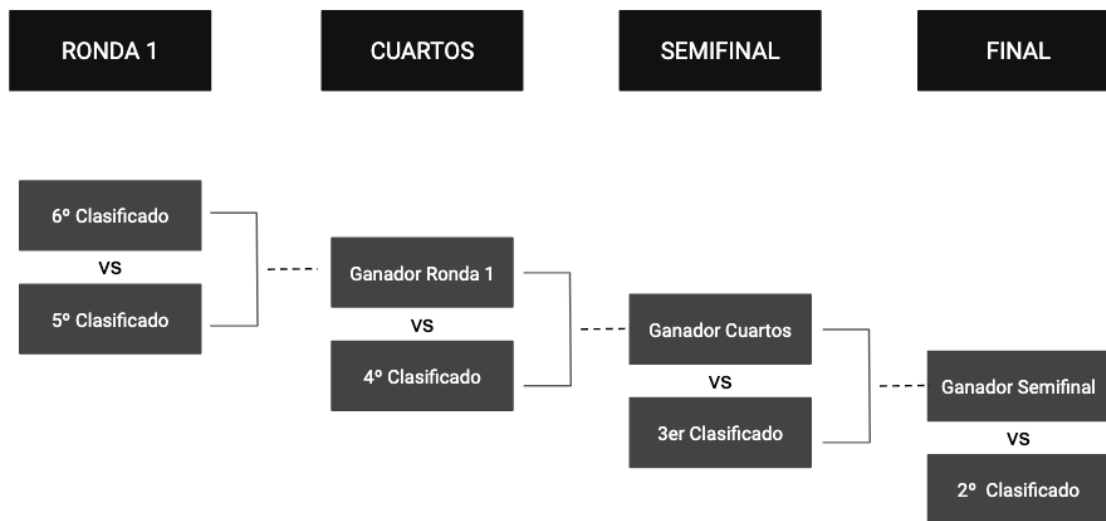 RONDA 1
CUARTOS
SEMIFINAL
FINAL
6º Clasificado
VS
5º Clasificado
Ganador Ronda 1
VS
4º Clasificado
Ganador Cuartos
VS
3er Clasificado
Ganador Semifinal
VS
2º Clasificado